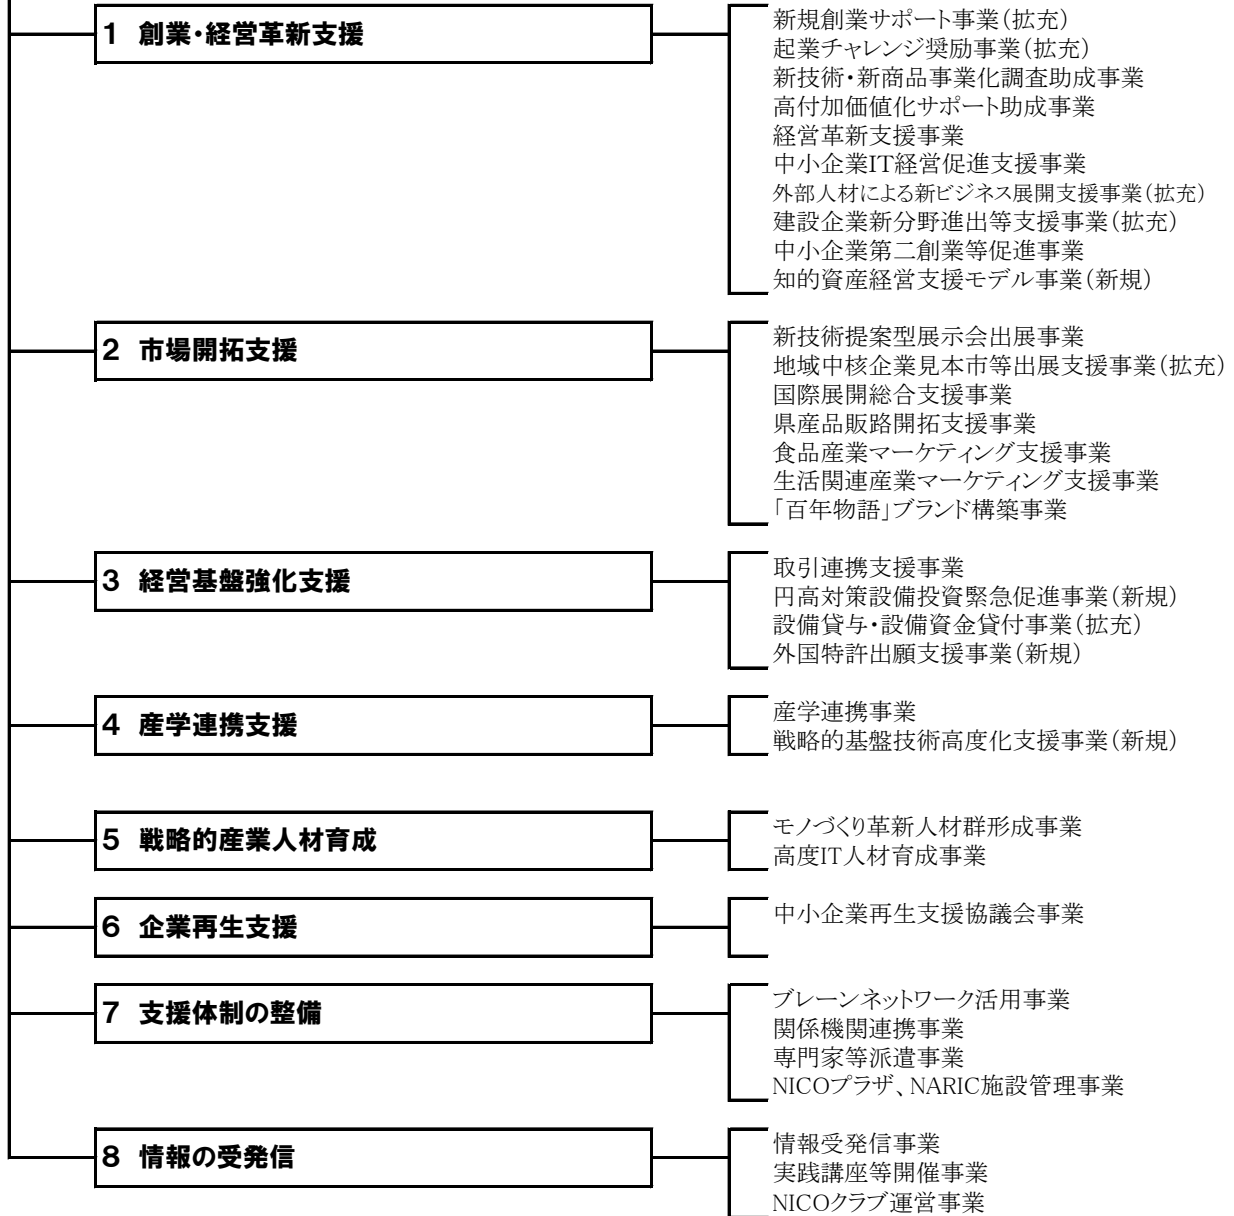 1 創業・経営革新支援
新規創業サポート事業(拡充)
起業チャレンジ奨励事業(拡充)
新技術・新商品事業化調査助成事業
高付加価値化サポート助成事業
経営革新支援事業
中小企業IT経営促進支援事業
外部人材による新ビジネス展開支援事業(拡充)
建設企業新分野進出等支援事業(拡充)
中小企業第二創業等促進事業
知的資産経営支援モデル事業(新規)
2 市場開拓支援
新技術提案型展示会出展事業
地域中核企業見本市等出展支援事業(拡充)
国際展開総合支援事業
県産品販路開拓支援事業
食品産業マーケティング支援事業
生活関連産業マーケティング支援事業
「百年物語」ブランド構築事業
3 経営基盤強化支援
取引連携支援事業
円高対策設備投資緊急促進事業(新規)
設備貸与・設備資金貸付事業(拡充)
外国特許出願支援事業(新規)
4 産学連携支援
産学連携事業
戦略的基盤技術高度化支援事業(新規)
5 戦略的産業人材育成
モノづくり革新人材群形成事業
高度IT人材育成事業
6 企業再生支援
中小企業再生支援協議会事業
7 支援体制の整備
ブレーンネットワーク活用事業
関係機関連携事業
専門家等派遣事業
NICOプラザ、NARIC施設管理事業
8 情報の受発信
情報受発信事業
実践講座等開催事業
NICOクラブ運営事業